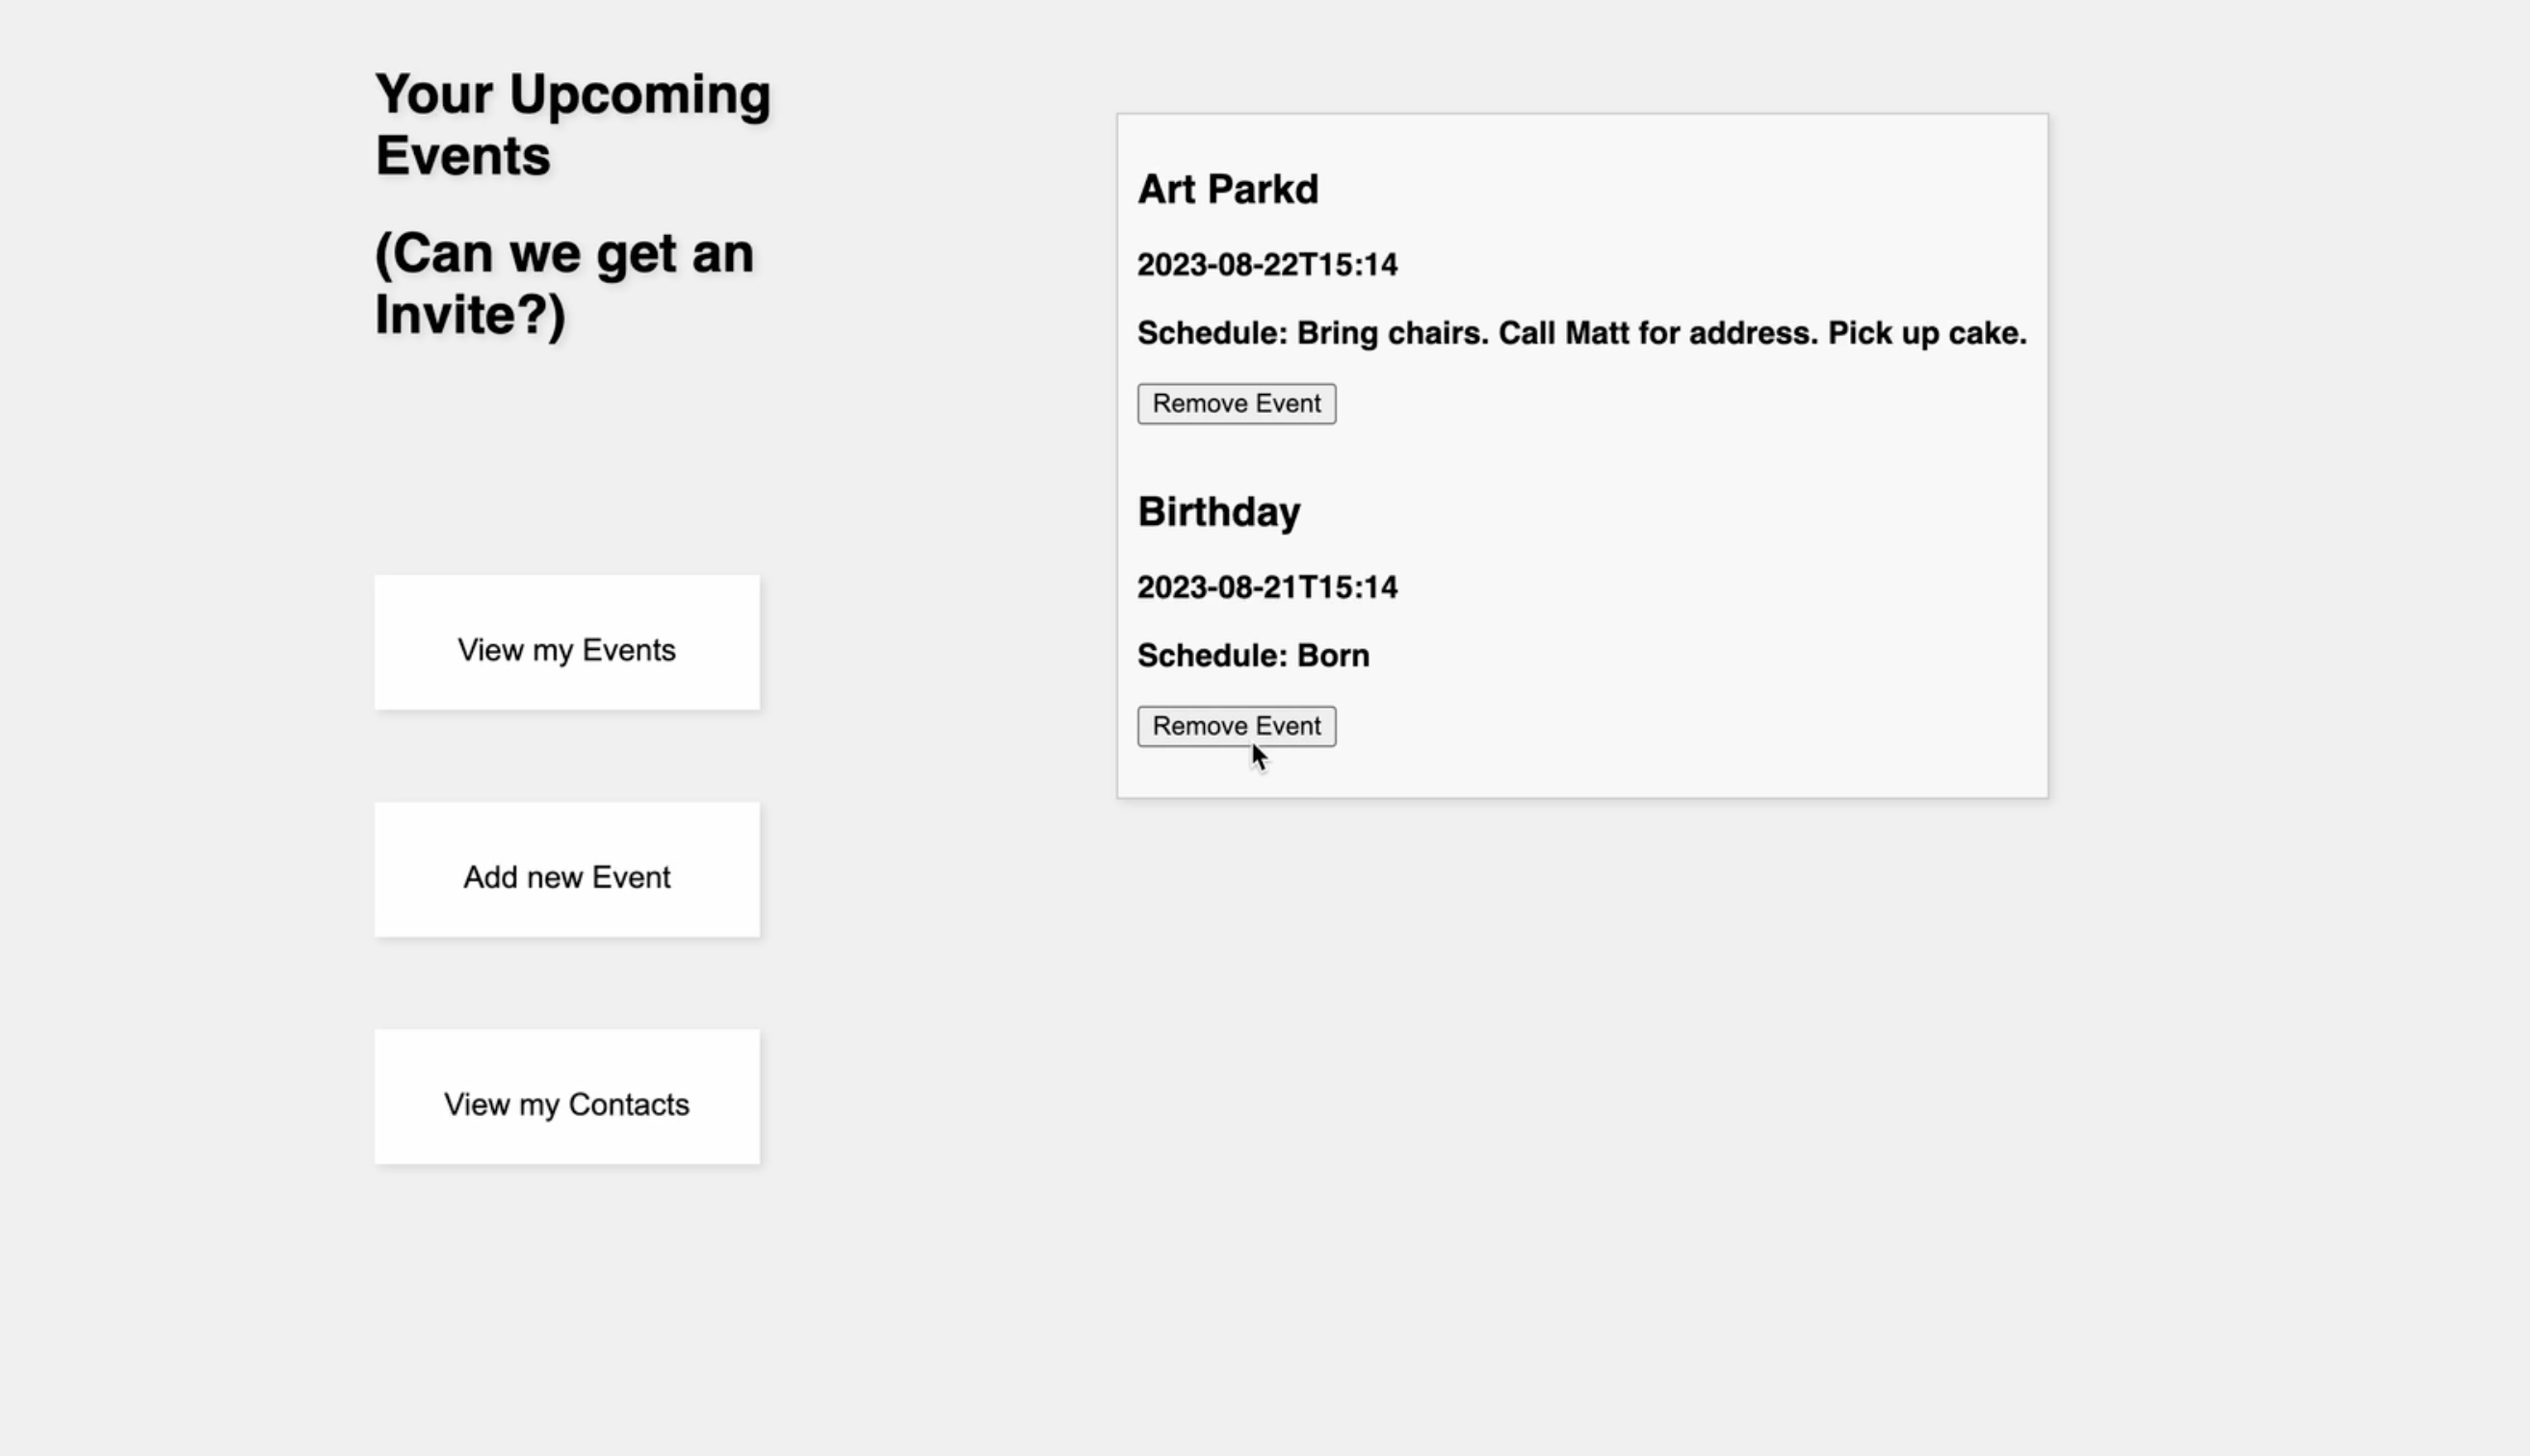 Your Upcoming
Events
(Can we get an
Invite?)
View my Events
Add new Event
View my Contacts
Art Parkd
2023-08-22T15:14
Schedule: Bring chairs. Call Matt for address. Pick up cake.
Remove Event
Birthday
2023-08-21T15:14
Schedule: Born
Remove Event